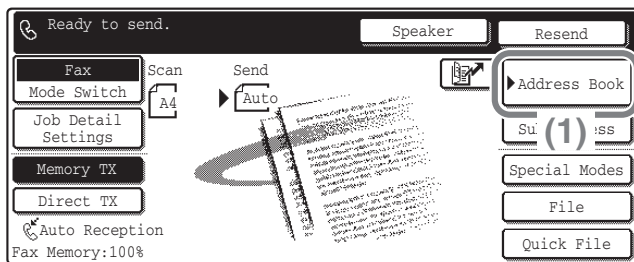 Ready to send.
Speaker
Resend
Fax
Mode Switch
Scan
A4
Send
Auto
Address Book
Job Detail
Settings
(1)
Memory TX
Special Modes
Direct TX
File
Auto Reception
Fax Memory:100%
Quick File